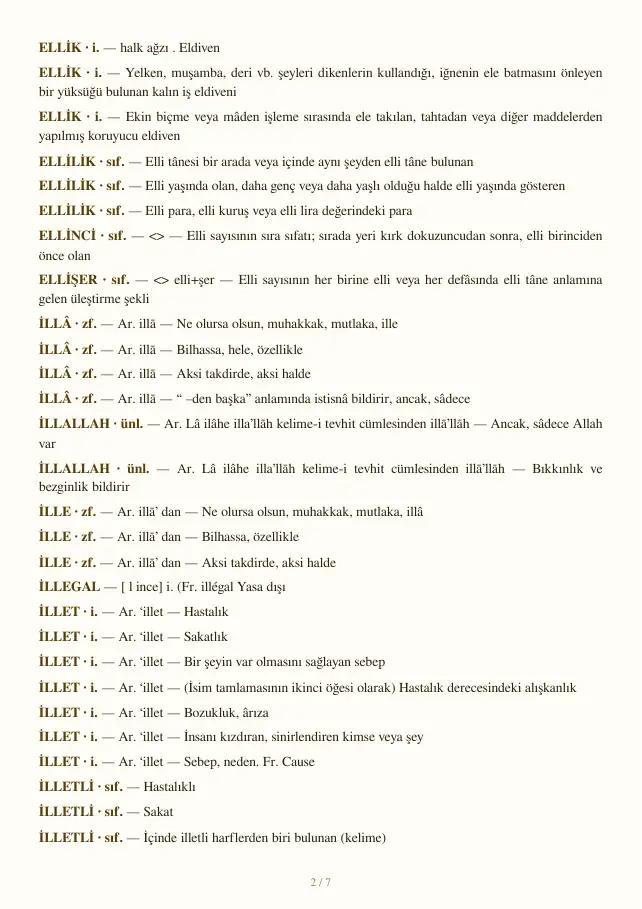 ELLİK · i. — halk ağzı . Eldiven
ELLİK · i. — Yelken, muşamba, deri vb. şeyleri dikenlerin kullandığı, iğnenin ele batmasını önleyen
bir yüksüğü bulunan kalın iş eldiveni
ELLİK · i. — Ekin biçme veya mâden işleme sırasında ele takılan, tahtadan veya diğer maddelerden
yapılmış koruyucu eldiven
ELLİLİK · sıf. — Elli tânesi bir arada veya içinde aynı şeyden elli tâne bulunan
ELLİLİK · sıf. — Elli yaşında olan, daha genç veya daha yaşlı olduğu halde elli yaşında gösteren
ELLİLİK · sıf. — Elli para, elli kuruş veya elli lira değerindeki para
ELLİNCİ · sıf. — <> — Elli sayısının sıra sıfatı; sırada yeri kırk dokuzuncudan sonra, elli birinciden
önce olan
ELLİŞER · sıf. — <> elli+şer — Elli sayısının her birine elli veya her defâsında elli tâne anlamına
gelen üleştirme şekli
İLLÂ · zf. — Ar. illā — Ne olursa olsun, muhakkak, mutlaka, ille
İLLÂ · zf. — Ar. illā — Bilhassa, hele, özellikle
İLLÂ · zf. — Ar. illā — Aksi takdirde, aksi halde
İLLÂ · zf. — Ar. illā — “ –den başka” anlamında istisnâ bildirir, ancak, sâdece
İLLALLAH · ünl. — Ar. Lâ ilâhe illa’llāh kelime-i tevhit cümlesinden illā’llāh — Ancak, sâdece Allah
var
İLLALLAH · ünl. — Ar. Lâ ilâhe illa’llāh kelime-i tevhit cümlesinden illā’llāh — Bıkkınlık ve
bezginlik bildirir
İLLE · zf. — Ar. illā’ dan — Ne olursa olsun, muhakkak, mutlaka, illâ
İLLE · zf. — Ar. illā’ dan — Bilhassa, özellikle
İLLE · zf. — Ar. illā’ dan — Aksi takdirde, aksi halde
İLLEGAL — [ l ince] i. (Fr. illégal Yasa dışı
İLLET · i. — Ar. ‘illet — Hastalık
İLLET · i. — Ar. ‘illet — Sakatlık
İLLET · i. — Ar. ‘illet — Bir şeyin var olmasını sağlayan sebep
İLLET · i. — Ar. ‘illet — (İsim tamlamasının ikinci öğesi olarak) Hastalık derecesindeki alışkanlık
İLLET · i. — Ar. ‘illet — Bozukluk, ârıza
İLLET · i. — Ar. ‘illet — İnsanı kızdıran, sinirlendiren kimse veya şey
İLLET · i. — Ar. ‘illet — Sebep, neden. Fr. Cause
İLLETLİ · sıf. — Hastalıklı
İLLETLİ · sıf. — Sakat
İLLETLİ · sıf. — İçinde illetli harflerden biri bulunan (kelime)
2 / 7